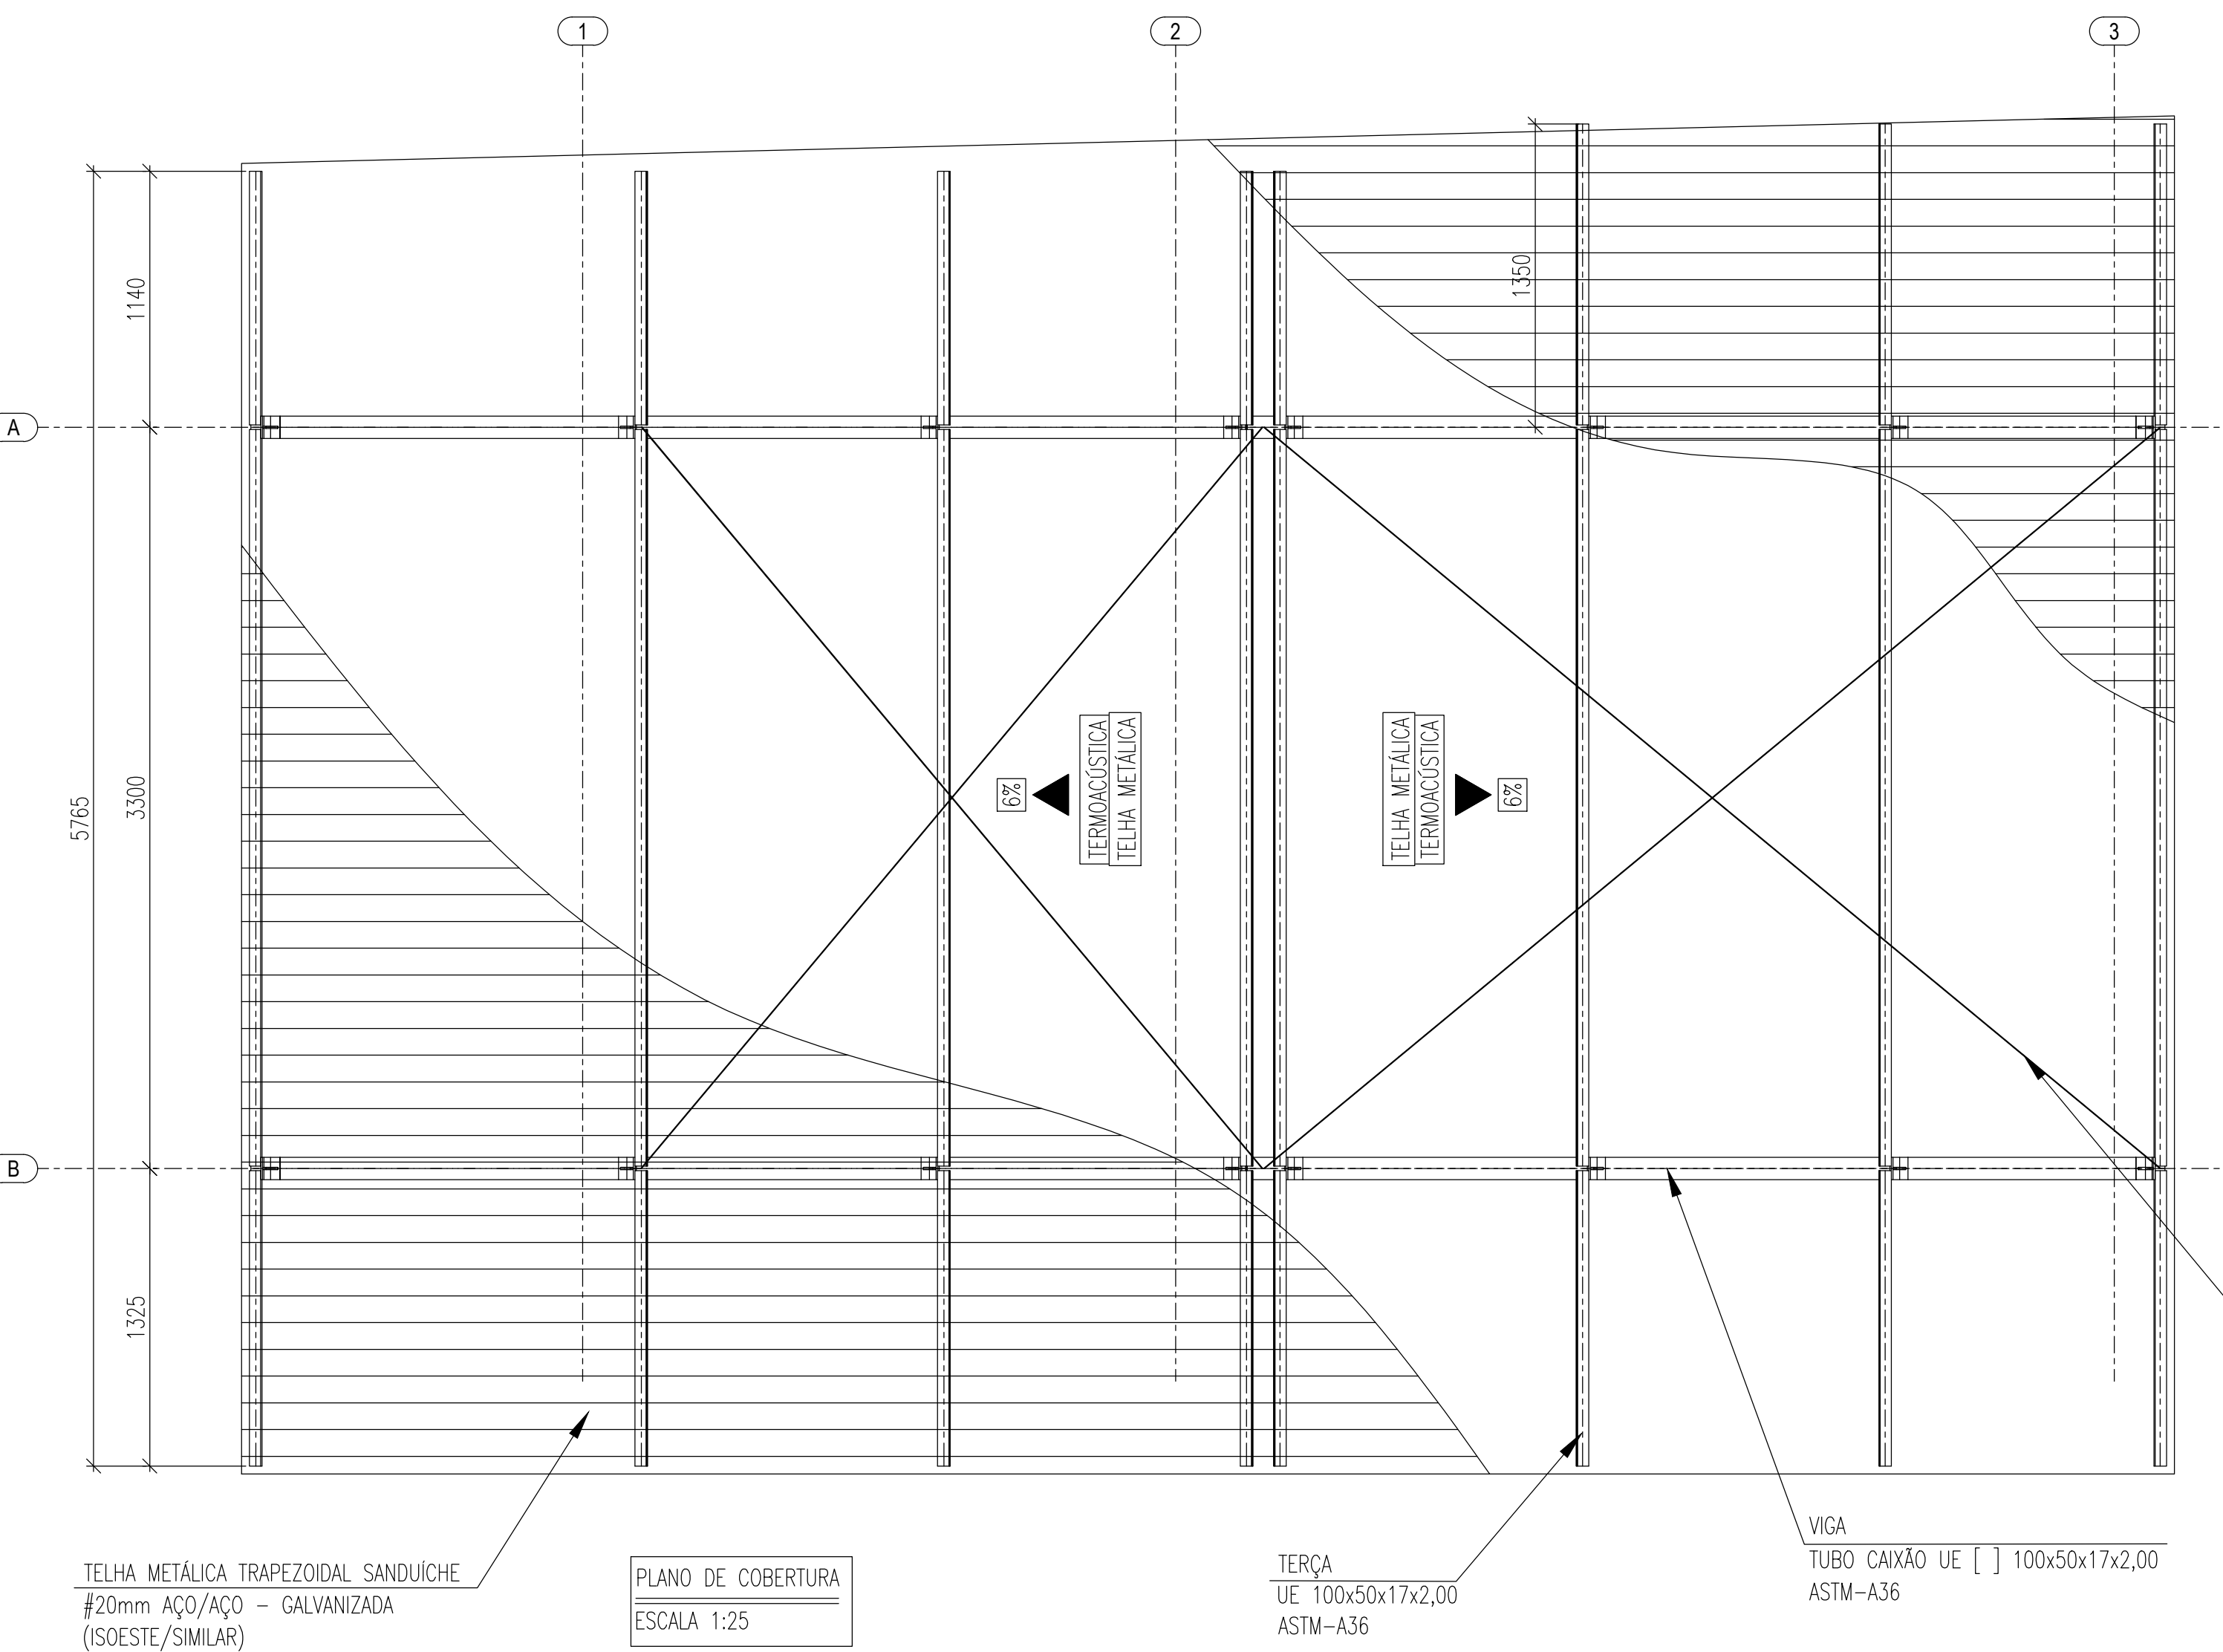 1
2
3
1140
1350
A
5765
3300
6%
TERMOACÚSTICA
TELHA METÁLICA
TELHA METÁLICA
TERMOACÚSTICA
6%
B
1325
TELHA METÁLICA TRAPEZOIDAL SANDUÍCHE
#20mm AÇO/AÇO - GALVANIZADA
(ISOESTE/SIMILAR)
PLANO DE COBERTURA
ESCALA 1:25
TERÇA
UE 100x50x17x2,00
ASTM-A36
VIGA
TUBO CAIXÃO UE [ ] 100x50x17x2,00
ASTM-A36